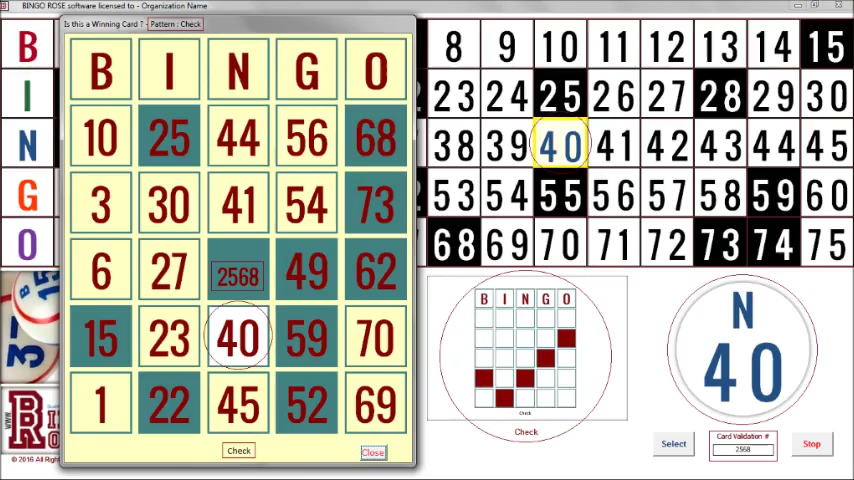 BINGO ROSE software licensed to - Organization Name
Is this a Winning Card ? - Pattern : Check
B I N G O
10 25 44 56 68
3 30 41 54 73
6 27 2568 49 62
15 23 40 59 70
1 22 45 52 69
Check Close
B 8 9 10 11 12 13 14 15
I 23 24 25 26 27 28 29 30
N 38 39 40 41 42 43 44 45
G 53 54 55 56 57 58 59 60
O 68 69 70 71 72 73 74 75
B I N G O
Check
Check
N
40
Select
Card Validation #
2568
Stop
© 2016 All Righ